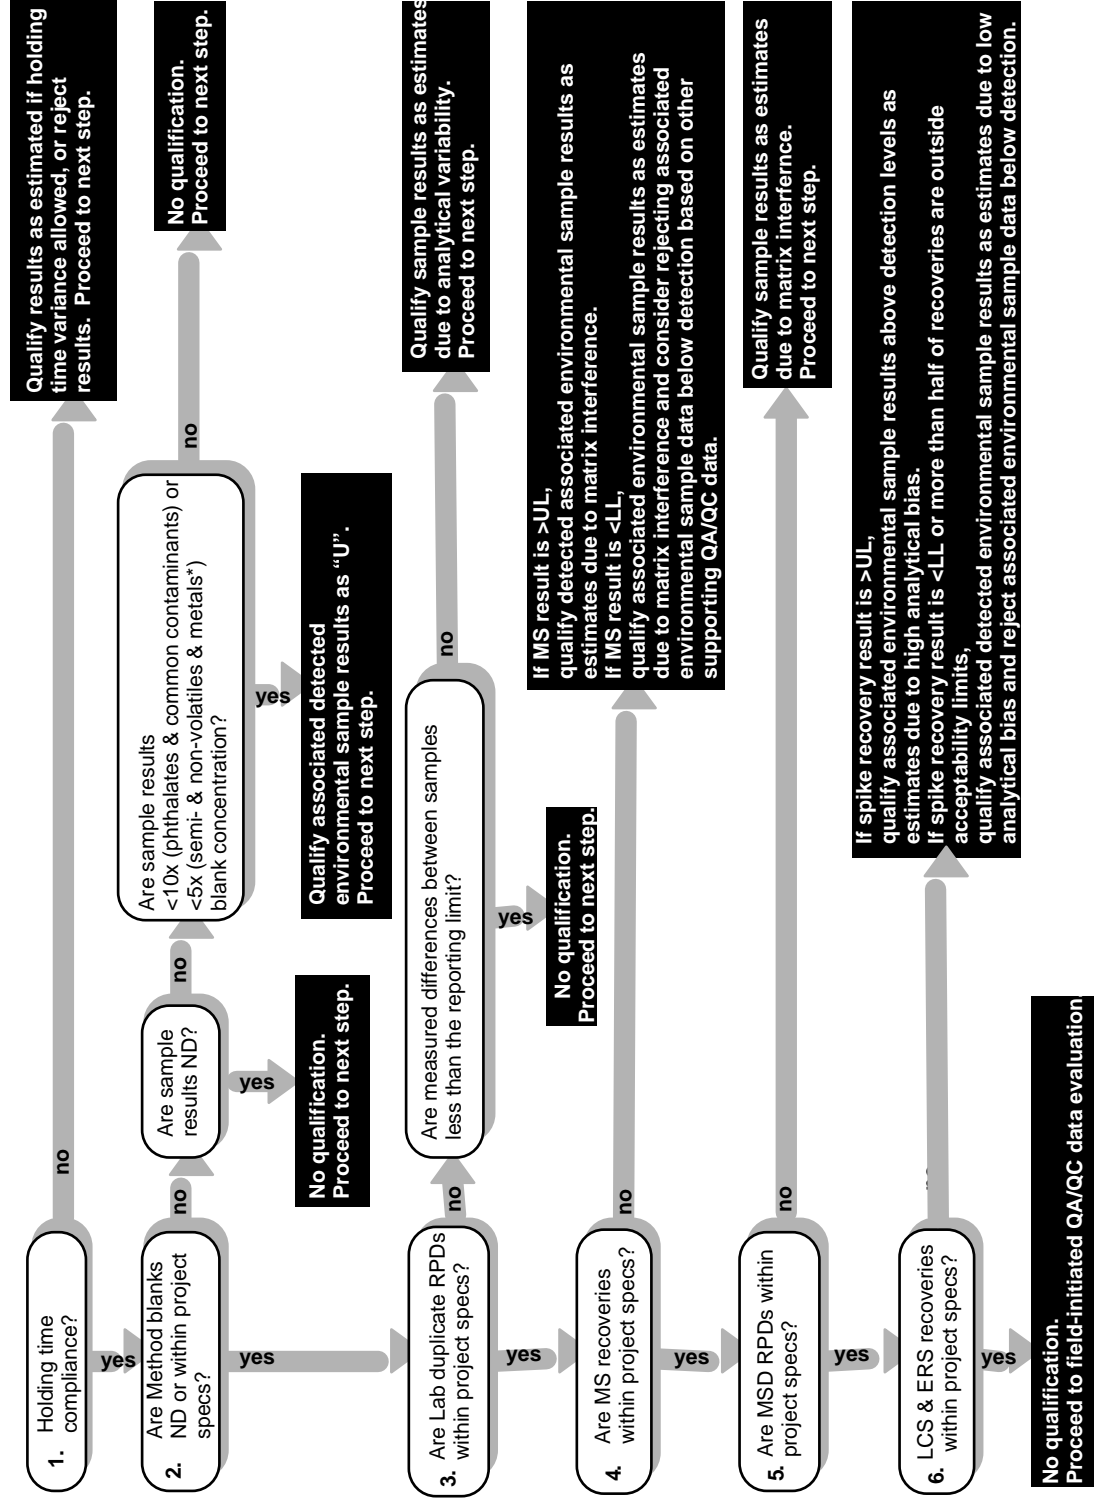 1.
Holding time
compliance?
no
Qualify results as estimated if holding
time variance allowed, or reject
results. Proceed to next step.
yes
2.
Are Method blanks
ND or within project
specs?
no
Are sample
results ND?
no
Are sample results
<10x (phthalates & common contaminants) or
<5x (semi- & non-volatiles & metals*)
blank concentration?
no
No qualification.
Proceed to next step.
yes
No qualification.
Proceed to next step.
yes
Qualify associated detected
environmental sample results as “U”.
Proceed to next step.
yes
3.
Are Lab duplicate RPDs
within project specs?
no
Are measured differences between samples
less than the reporting limit?
no
Qualify sample results as estimates
due to analytical variability.
Proceed to next step.
yes
No qualification.
Proceed to next step.
yes
4.
Are MS recoveries
within project specs?
no
If MS result is >UL,
qualify detected associated environmental sample results as
estimates due to matrix interference.
If MS result is <LL,
qualify associated environmental sample results as estimates
due to matrix interference and consider rejecting associated
environmental sample data below detection based on other
supporting QA/QC data.
yes
5.
Are MSD RPDs within
project specs?
no
Qualify sample results as estimates
due to matrix interfernce.
Proceed to next step.
yes
6.
LCS & ERS recoveries
within project specs?
If spike recovery result is >UL,
qualify associated environmental sample results above detection levels as
estimates due to high analytical bias.
If spike recovery result is <LL or more than half of recoveries are outside
acceptability limits,
qualify associated detected environmental sample results as estimates due to low
analytical bias and reject associated environmental sample data below detection.
yes
No qualification.
Proceed to field-initiated QA/QC data evaluation